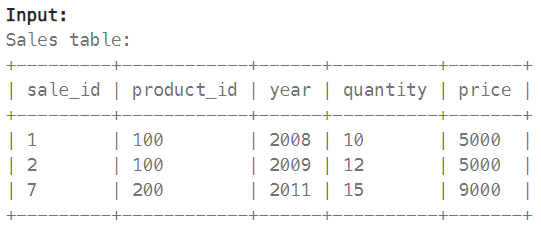 Input:
Sales table:
+---------+------------+------+----------+-------+
| sale_id | product_id | year | quantity | price |
+---------+------------+------+----------+-------+
| 1       | 100        | 2008 | 10       | 5000  |
| 2       | 100        | 2009 | 12       | 5000  |
| 7       | 200        | 2011 | 15       | 9000  |
+---------+------------+------+----------+-------+